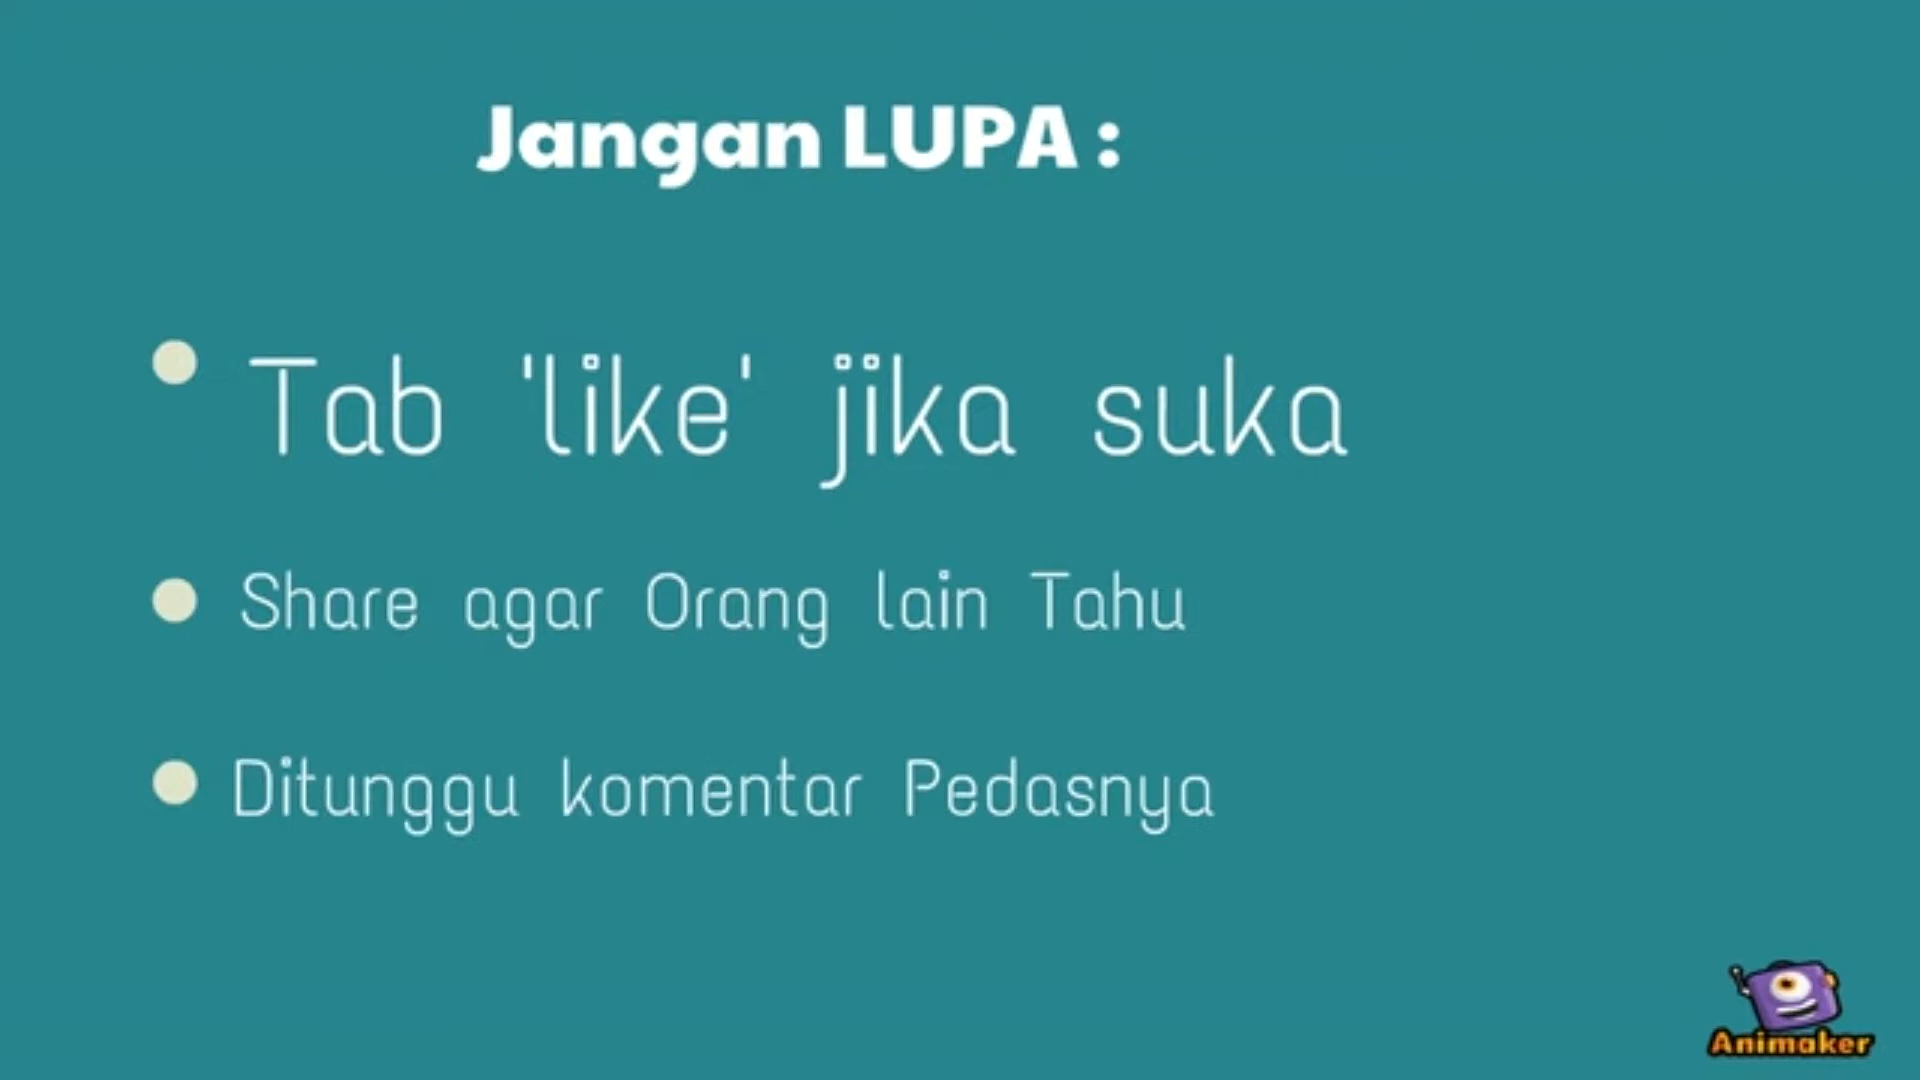 Jangan LUPA :
Tab 'like' jika suka
Share agar Orang lain Tahu
Ditunggu komentar Pedasnya
Animaker